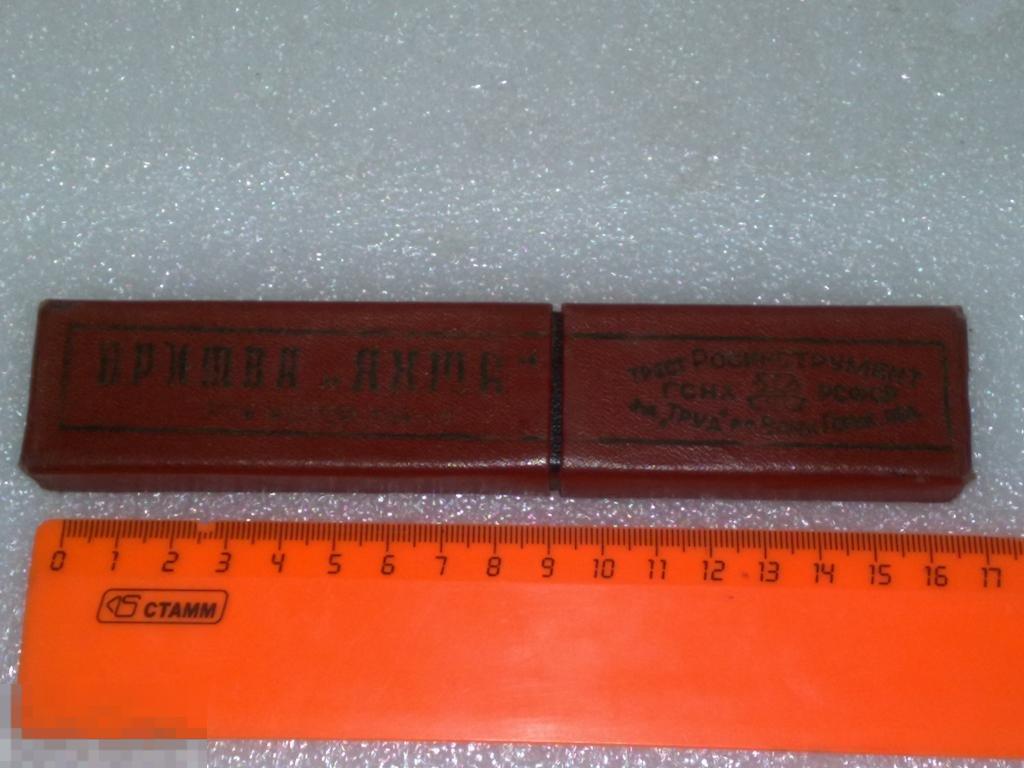 БРИТВА „ЯХТА“
ТРЕСТ РОСИНСТРУМЕНТ
ГСНХ РСФСР
„ТРУД“
0 1 2 3 4 5 6 7 8 9 10 11 12 13 14 15 16 17
СТАММ